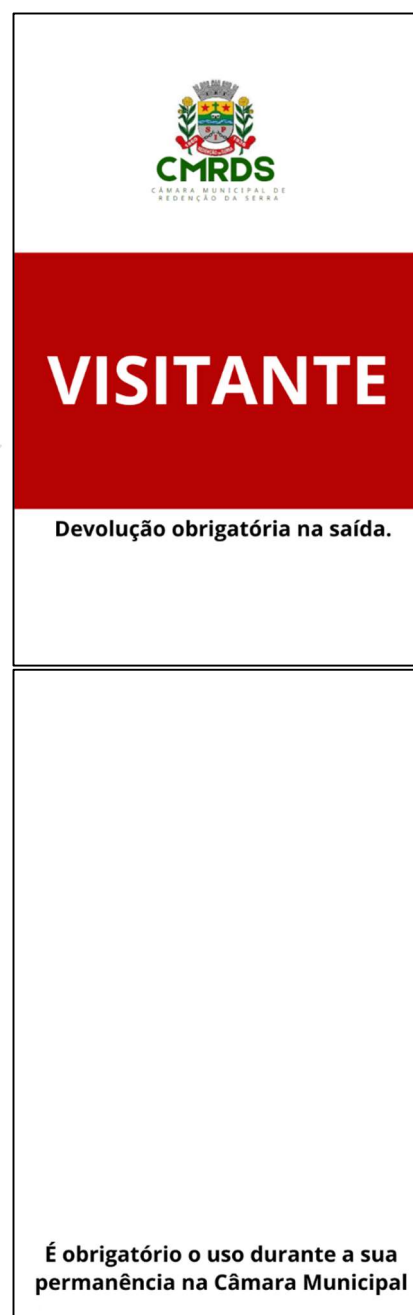 CMRDS
CÂMARA MUNICIPAL DE
REDENÇÃO DA SERRA
VISITANTE
Devolução obrigatória na saída.
É obrigatório o uso durante a sua
permanência na Câmara Municipal